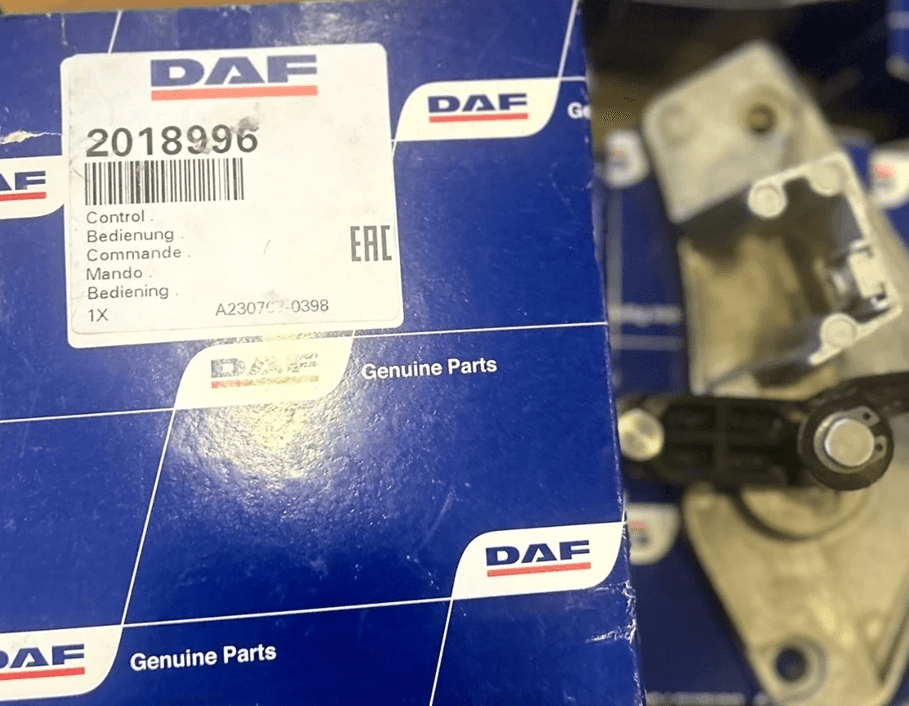 DAF
2018996
Control .
Bedienung .
Commande .
Mando .
Bediening .
1X
EAC
DAF
DAF
Genuine Parts
DAF
DAF
Genuine Parts